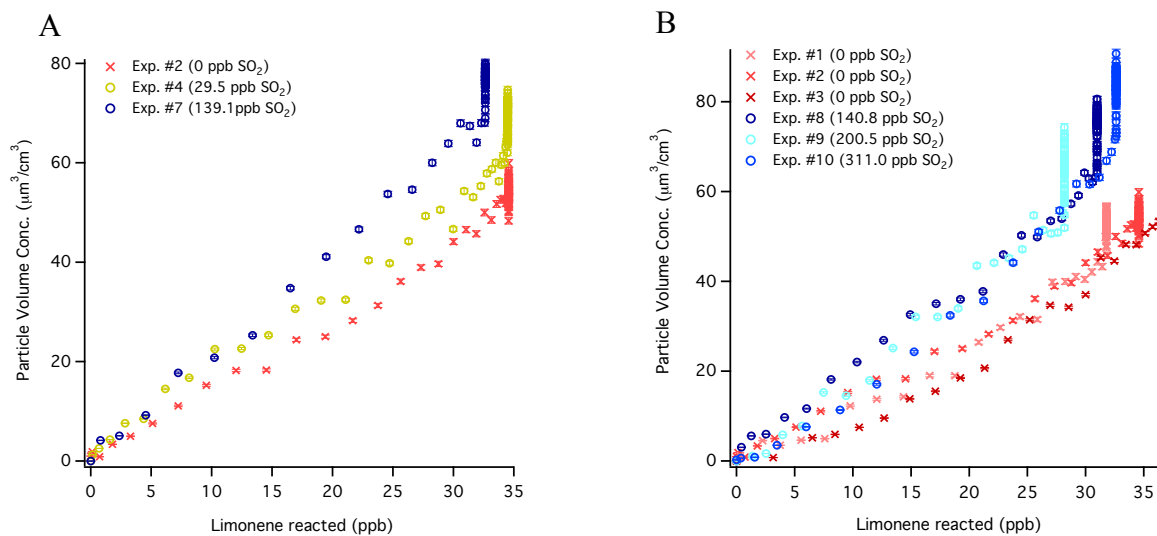 A
Exp. #2 (0 ppb SO2)
Exp. #4 (29.5 ppb SO2)
Exp. #7 (139.1ppb SO2)
80
60
40
20
0
Particle Volume Conc. (μm3/cm3)
0 5 10 15 20 25 30 35
Limonene reacted (ppb)
B
Exp. #1 (0 ppb SO2)
Exp. #2 (0 ppb SO2)
Exp. #3 (0 ppb SO2)
Exp. #8 (140.8 ppb SO2)
Exp. #9 (200.5 ppb SO2)
Exp. #10 (311.0 ppb SO2)
80
60
40
20
0
Particle Volume Conc. (μm3/cm3)
0 5 10 15 20 25 30 35
Limonene reacted (ppb)